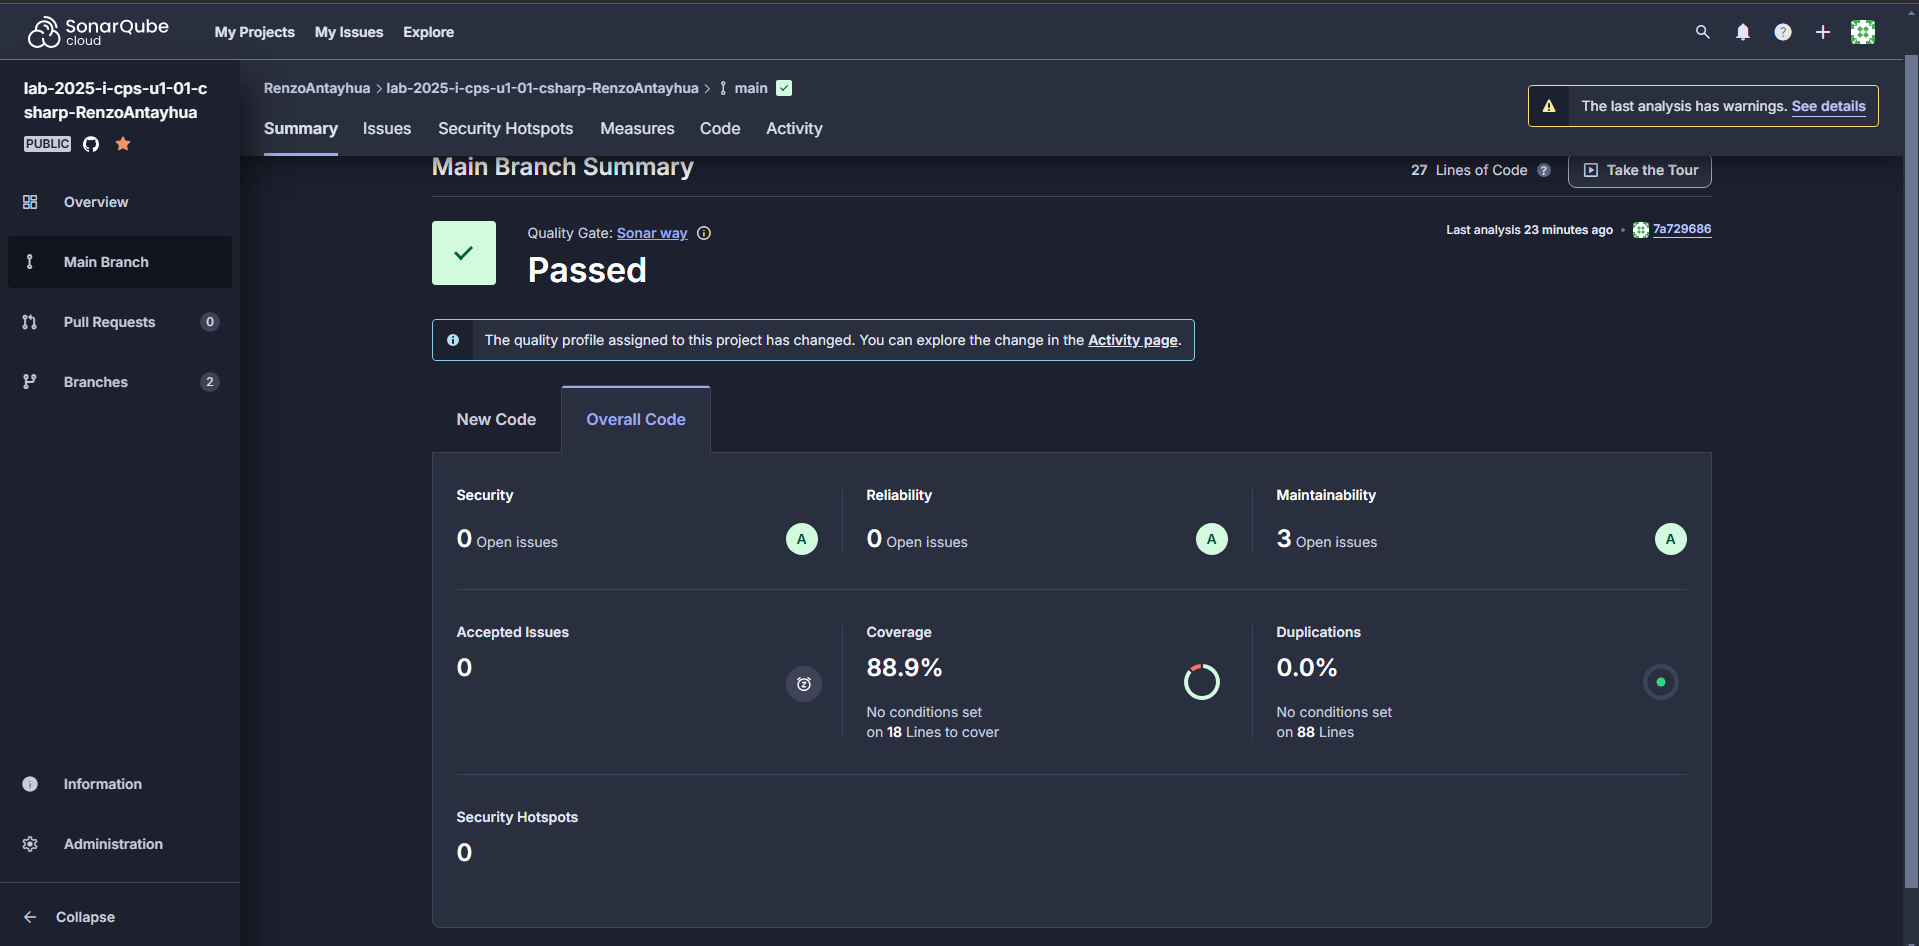 SonarQube
cloud
My Projects
My Issues
Explore
lab-2025-i-cps-u1-01-c
sharp-RenzoAntayhua
PUBLIC
Overview
Main Branch
Pull Requests 0
Branches 2
Information
Administration
Collapse
RenzoAntayhua > lab-2025-i-cps-u1-01-csharp-RenzoAntayhua > main
The last analysis has warnings. See details
Summary
Issues
Security Hotspots
Measures
Code
Activity
Main Branch Summary
27 Lines of Code ?
Take the Tour
Quality Gate: Sonar way
Passed
Last analysis 23 minutes ago • 7a729686
The quality profile assigned to this project has changed. You can explore the change in the Activity page.
New Code
Overall Code
Security
0 Open issues
A
Reliability
0 Open issues
A
Maintainability
3 Open issues
A
Accepted Issues
0
Coverage
88.9%
No conditions set
on 18 Lines to cover
Duplications
0.0%
No conditions set
on 88 Lines
Security Hotspots
0